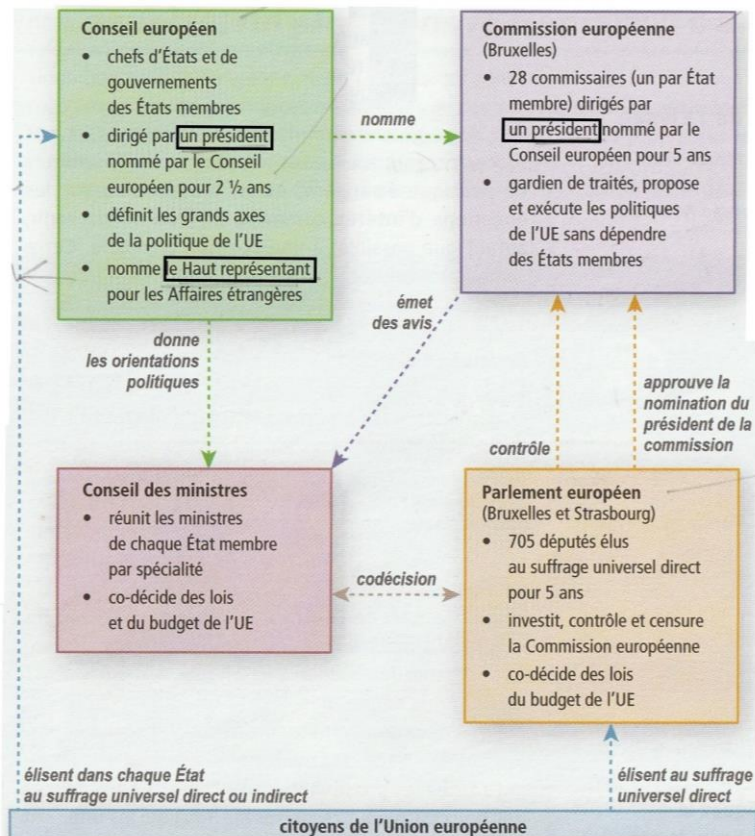 Conseil européen
• chefs d’États et de
gouvernements
des États membres
• dirigé par un président
nommé par le Conseil
européen pour 2 ½ ans
• définit les grands axes
de la politique de l’UE
• nomme le Haut représentant
pour les Affaires étrangères
nomme
Commission européenne
(Bruxelles)
• 28 commissaires (un par État
membre) dirigés par
un président nommé par le
Conseil européen pour 5 ans
• gardien de traités, propose
et exécute les politiques
de l’UE sans dépendre
des États membres
donne
les orientations
politiques
émet
des avis
contrôle
approuve la
nomination du
président de la
commission
Conseil des ministres
• réunit les ministres
de chaque État membre
par spécialité
• co-décide des lois
et du budget de l’UE
codécision
Parlement européen
(Bruxelles et Strasbourg)
• 705 députés élus
au suffrage universel direct
pour 5 ans
• investit, contrôle et censure
la Commission européenne
• co-décide des lois
du budget de l’UE
élisent dans chaque État
au suffrage universel direct ou indirect
élisent au suffrage
universel direct
citoyens de l’Union européenne